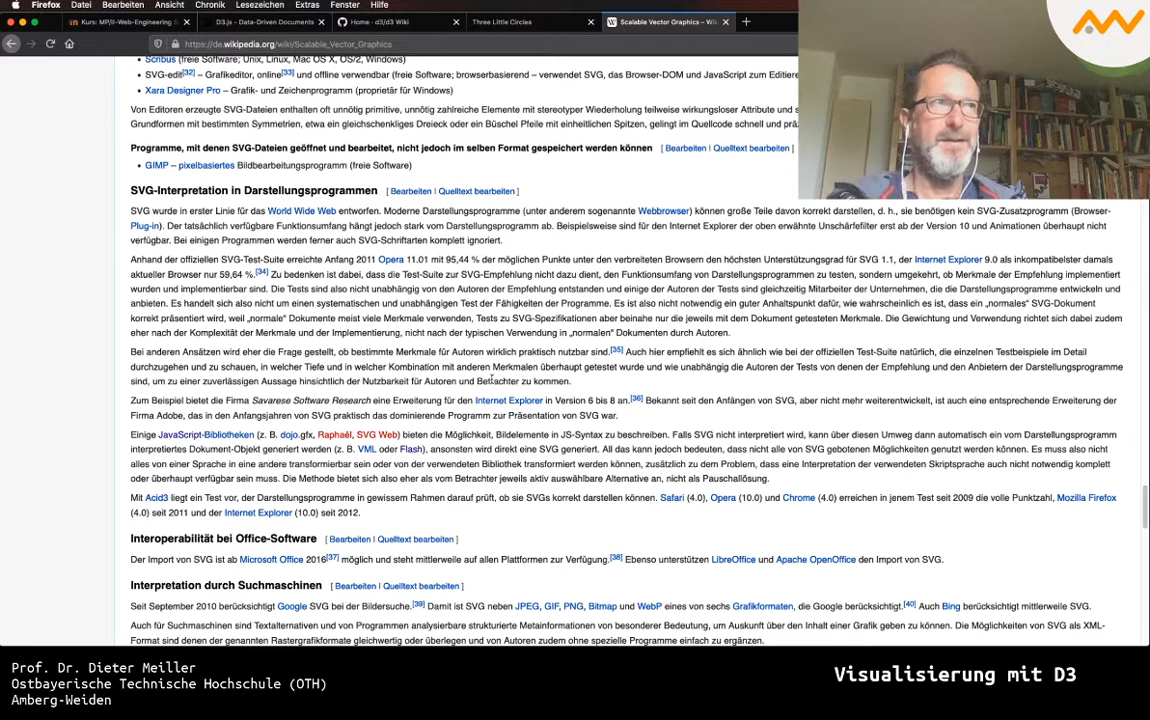 Firefox Datei Bearbeiten Ansicht Chronik Lesezeichen Extras Fenster Hilfe
Kurs: MP/II-Web-Engineering S D3.js - Data-Driven Documents Home · d3/d3 Wiki Three Little Circles Scalable Vector Graphics – Wi
https://de.wikipedia.org/wiki/Scalable_Vector_Graphics
Scribus (freie Software; Unix, Linux, Mac OS X, OS/2, Windows)
SVG-edit[32] – Grafikeditor, online[33] und offline verwendbar (freie Software; browserbasierend – verwendet SVG, das Browser-DOM und JavaScript zum Editiere
Xara Designer Pro – Grafik- und Zeichenprogramm (proprietär für Windows)
Von Editoren erzeugte SVG-Dateien enthalten oft unnötig primitive, unnötig zahlreiche Elemente mit stereotyper Wiederholung teilweise wirkungsloser Attribute und s
Grundformen mit bestimmten Symmetrien, etwa ein gleichschenkliges Dreieck oder ein Büschel Pfeile mit einheitlichen Spitzen, gelingt im Quellcode schnell und prä
Programme, mit denen SVG-Dateien geöffnet und bearbeitet, nicht jedoch im selben Format gespeichert werden können [ Bearbeiten | Quelltext bearbeiten ]
GIMP – pixelbasiertes Bildbearbeitungsprogramm (freie Software)
SVG-Interpretation in Darstellungsprogrammen [ Bearbeiten | Quelltext bearbeiten ]
SVG wurde in erster Linie für das World Wide Web entworfen. Moderne Darstellungsprogramme (unter anderem sogenannte Webbrowser) können große Teile davon korrekt darstellen, d. h., sie benötigen kein SVG-Zusatzprogramm (Browser-
Plug-in). Der tatsächlich verfügbare Funktionsumfang hängt jedoch stark vom Darstellungsprogramm ab. Beispielsweise sind für den Internet Explorer der oben erwähnte Unschärfefilter erst ab der Version 10 und Animationen überhaupt nicht
verfügbar. Bei einigen Programmen werden ferner auch SVG-Schriftarten komplett ignoriert.
Anhand der offiziellen SVG-Test-Suite erreichte Anfang 2011 Opera 11.01 mit 95,44 % der möglichen Punkte unter den verbreiteten Browsern den höchsten Unterstützungsgrad für SVG 1.1, der Internet Explorer 9.0 als inkompatibelster damals
aktueller Browser nur 59,64 %.[34] Zu bedenken ist dabei, dass die Test-Suite zur SVG-Empfehlung nicht dazu dient, den Funktionsumfang von Darstellungsprogrammen zu testen, sondern umgekehrt, ob Merkmale der Empfehlung implementiert
wurden und implementierbar sind. Die Tests sind also nicht unabhängig von den Autoren der Empfehlung entstanden und einige der Autoren der Tests sind gleichzeitig Mitarbeiter der Unternehmen, die die Darstellungsprogramme entwickeln und
anbieten. Es handelt sich also nicht um einen systematischen und unabhängigen Test der Fähigkeiten der Programme. Es ist also nicht notwendig ein guter Anhaltspunkt dafür, wie wahrscheinlich es ist, dass ein „normales“ SVG-Dokument
korrekt präsentiert wird, weil „normale“ Dokumente meist viele Merkmale verwenden, Tests zu SVG-Spezifikationen aber beinahe nur die jeweils mit dem Dokument getesteten Merkmale. Die Gewichtung und Verwendung richtet sich dabei zudem
eher nach der Komplexität der Merkmale und der Implementierung, nicht nach der typischen Verwendung in „normalen“ Dokumenten durch Autoren.
Bei anderen Ansätzen wird eher die Frage gestellt, ob bestimmte Merkmale für Autoren wirklich praktisch nutzbar sind.[35] Auch hier empfiehlt es sich ähnlich wie bei der offiziellen Test-Suite natürlich, die einzelnen Testbeispiele im Detail
durchzugehen und zu schauen, in welcher Tiefe und in welcher Kombination mit anderen Merkmalen überhaupt getestet wurde und wie unabhängig die Autoren der Tests von denen der Empfehlung und den Anbietern der Darstellungsprogramme
sind, um zu einer zuverlässigen Aussage hinsichtlich der Nutzbarkeit für Autoren und Betrachter zu kommen.
Zum Beispiel bietet die Firma Savarese Software Research eine Erweiterung für den Internet Explorer in Version 6 bis 8 an.[36] Bekannt seit den Anfängen von SVG, aber nicht mehr weiterentwickelt, ist auch eine entsprechende Erweiterung der
Firma Adobe, das in den Anfangsjahren von SVG praktisch das dominierende Programm zur Präsentation von SVG war.
Einige JavaScript-Bibliotheken (z. B. dojo.gfx, Raphaël, SVG Web) bieten die Möglichkeit, Bildelemente in JS-Syntax zu beschreiben. Falls SVG nicht interpretiert wird, kann über diesen Umweg dann automatisch ein vom Darstellungsprogramm
interpretiertes Dokument-Objekt generiert werden (z. B. VML oder Flash), ansonsten wird direkt eine SVG generiert. All das kann jedoch bedeuten, dass nicht alle von SVG gebotenen Möglichkeiten genutzt werden können. Es muss also nicht
alles von einer Sprache in eine andere transformierbar sein oder von der verwendeten Bibliothek transformiert werden können, zusätzlich zu dem Problem, dass eine Interpretation der verwendeten Skriptsprache auch nicht notwendig komplett
oder überhaupt verfügbar sein muss. Die Methode bietet sich also eher als vom Betrachter jeweils aktiv auswählbare Alternative an, nicht als Pauschallösung.
Mit Acid3 liegt ein Test vor, der Darstellungsprogramme in gewissem Rahmen darauf prüft, ob sie SVGs korrekt darstellen können. Safari (4.0), Opera (10.0) und Chrome (4.0) erreichen in jenem Test seit 2009 die volle Punktzahl, Mozilla Firefox
(4.0) seit 2011 und der Internet Explorer (10.0) seit 2012.
Interoperabilität bei Office-Software [ Bearbeiten | Quelltext bearbeiten ]
Der Import von SVG ist ab Microsoft Office 2016[37] möglich und steht mittlerweile auf allen Plattformen zur Verfügung.[38] Ebenso unterstützen LibreOffice und Apache OpenOffice den Import von SVG.
Interpretation durch Suchmaschinen [ Bearbeiten | Quelltext bearbeiten ]
Seit September 2010 berücksichtigt Google SVG bei der Bildersuche.[39] Damit ist SVG neben JPEG, GIF, PNG, Bitmap und WebP eines von sechs Grafikformaten, die Google berücksichtigt.[40] Auch Bing berücksichtigt mittlerweile SVG.
Auch für Suchmaschinen sind Textalternativen und von Programmen analysierbare strukturierte Metainformationen von besonderer Bedeutung, um Auskunft über den Inhalt einer Grafik geben zu können. Die Möglichkeiten von SVG als XML-
Format sind denen der genannten Rastergrafikformate gleichwertig oder überlegen und von Autoren zudem ohne spezielle Programme einfach zu ergänzen.
Prof. Dr. Dieter Meiller
Ostbayerische Technische Hochschule (OTH)
Amberg-Weiden
Visualisierung mit D3